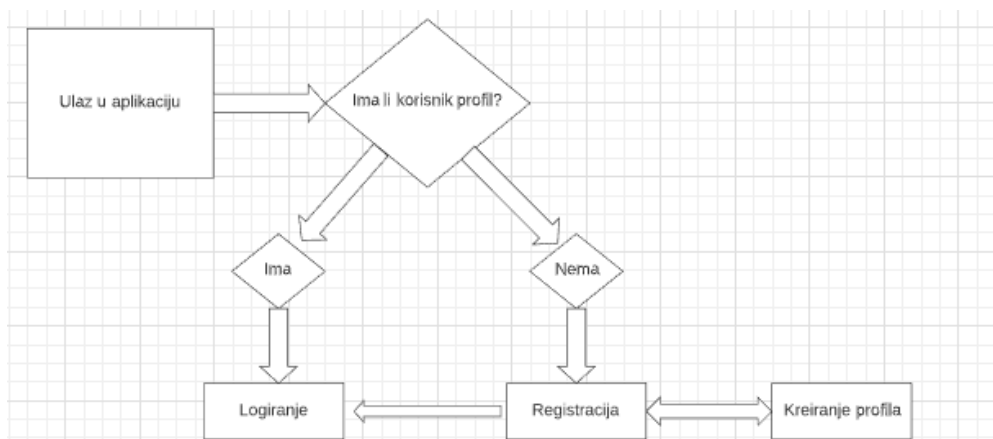 Ulaz u aplikaciju
Ima li korisnik profil?
Ima
Nema
Logiranje
Registracija
Kreiranje profila